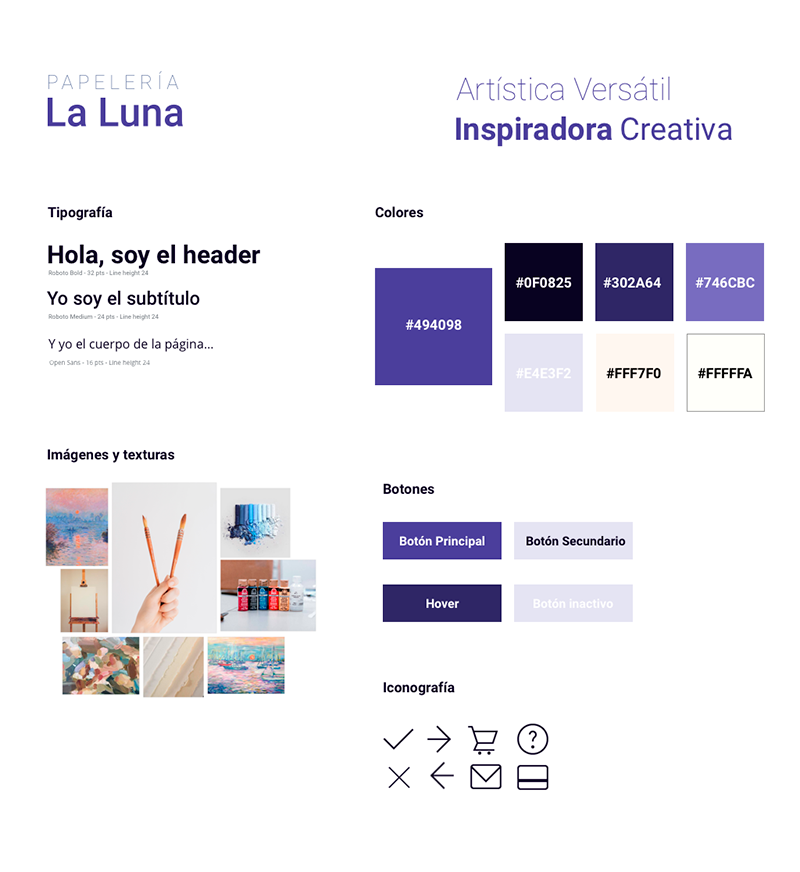 PAPELERÍA
La Luna
Artística Versátil
Inspiradora Creativa
Tipografía
Hola, soy el header
Roboto Bold - 32 pts - Line height 24
Yo soy el subtítulo
Roboto Medium - 24 pts - Line height 24
Y yo el cuerpo de la página...
Open Sans - 16 pts - Line height 24
Colores
#494098
#0F0825
#302A64
#746CBC
#E4E3F2
#FFF7F0
#FFFFFA
Imágenes y texturas
Botones
Botón Principal
Botón Secundario
Hover
Botón inactivo
Iconografía
?